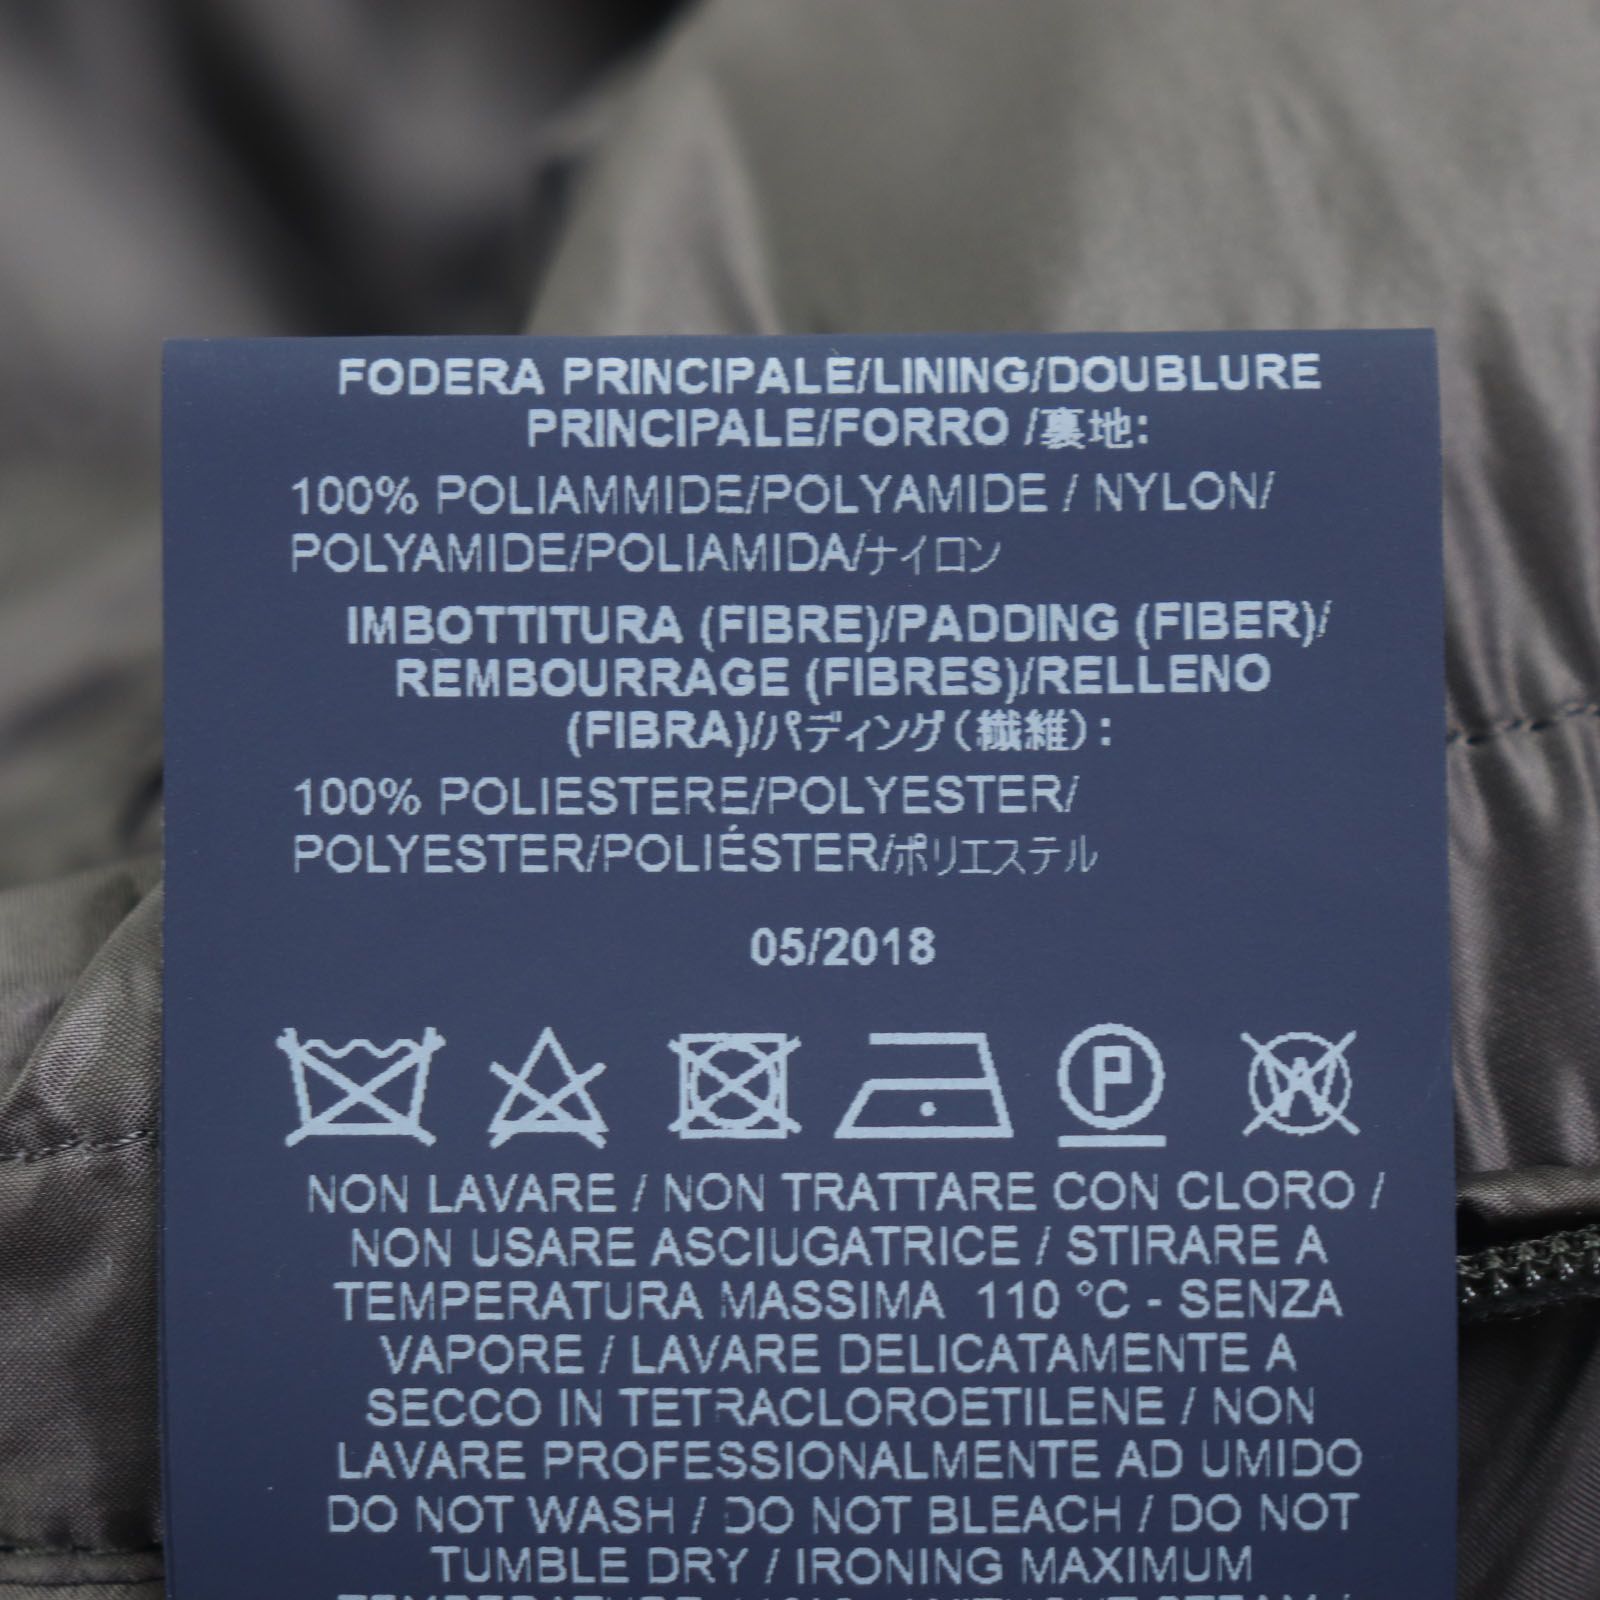 FODERA PRINCIPALE/LINING/DOUBLURE
PRINCIPALE/FORRO /裏地:
100% POLIAMMIDE/POLYAMIDE / NYLON/
POLYAMIDE/POLIAMIDA/ナイロン
IMBOTTITURA (FIBRE)/PADDING (FIBER)/
REMBOURRAGE (FIBRES)/RELLENO
(FIBRA)/パディング(繊維):
100% POLIESTERE/POLYESTER/
POLYESTER/POLIÉSTER/ポリエステル
05/2018
P W
NON LAVARE / NON TRATTARE CON CLORO /
NON USARE ASCIUGATRICE / STIRARE A
TEMPERATURA MASSIMA 110 °C - SENZA
VAPORE / LAVARE DELICATAMENTE A
SECCO IN TETRACLOROETILENE / NON
LAVARE PROFESSIONALMENTE AD UMIDO
DO NOT WASH / DO NOT BLEACH / DO NOT
TUMBLE DRY / IRONING MAXIMUM